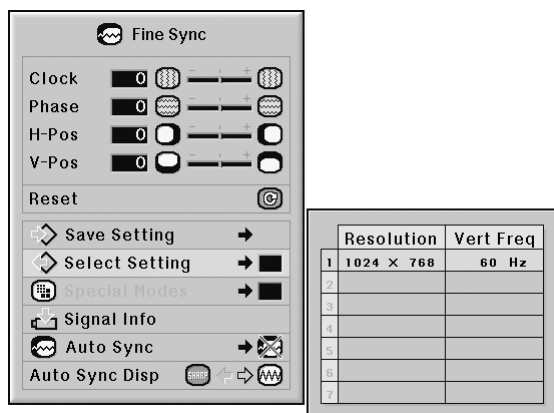 Fine Sync
Clock 0 − +
Phase 0 − +
H-Pos 0 − +
V-Pos 0 − +
Reset
Save Setting
Select Setting
Special Modes
Signal Info
Auto Sync
Auto Sync Disp SHARP
Resolution Vert Freq
1 1024 × 768 60 Hz
2
3
4
5
6
7